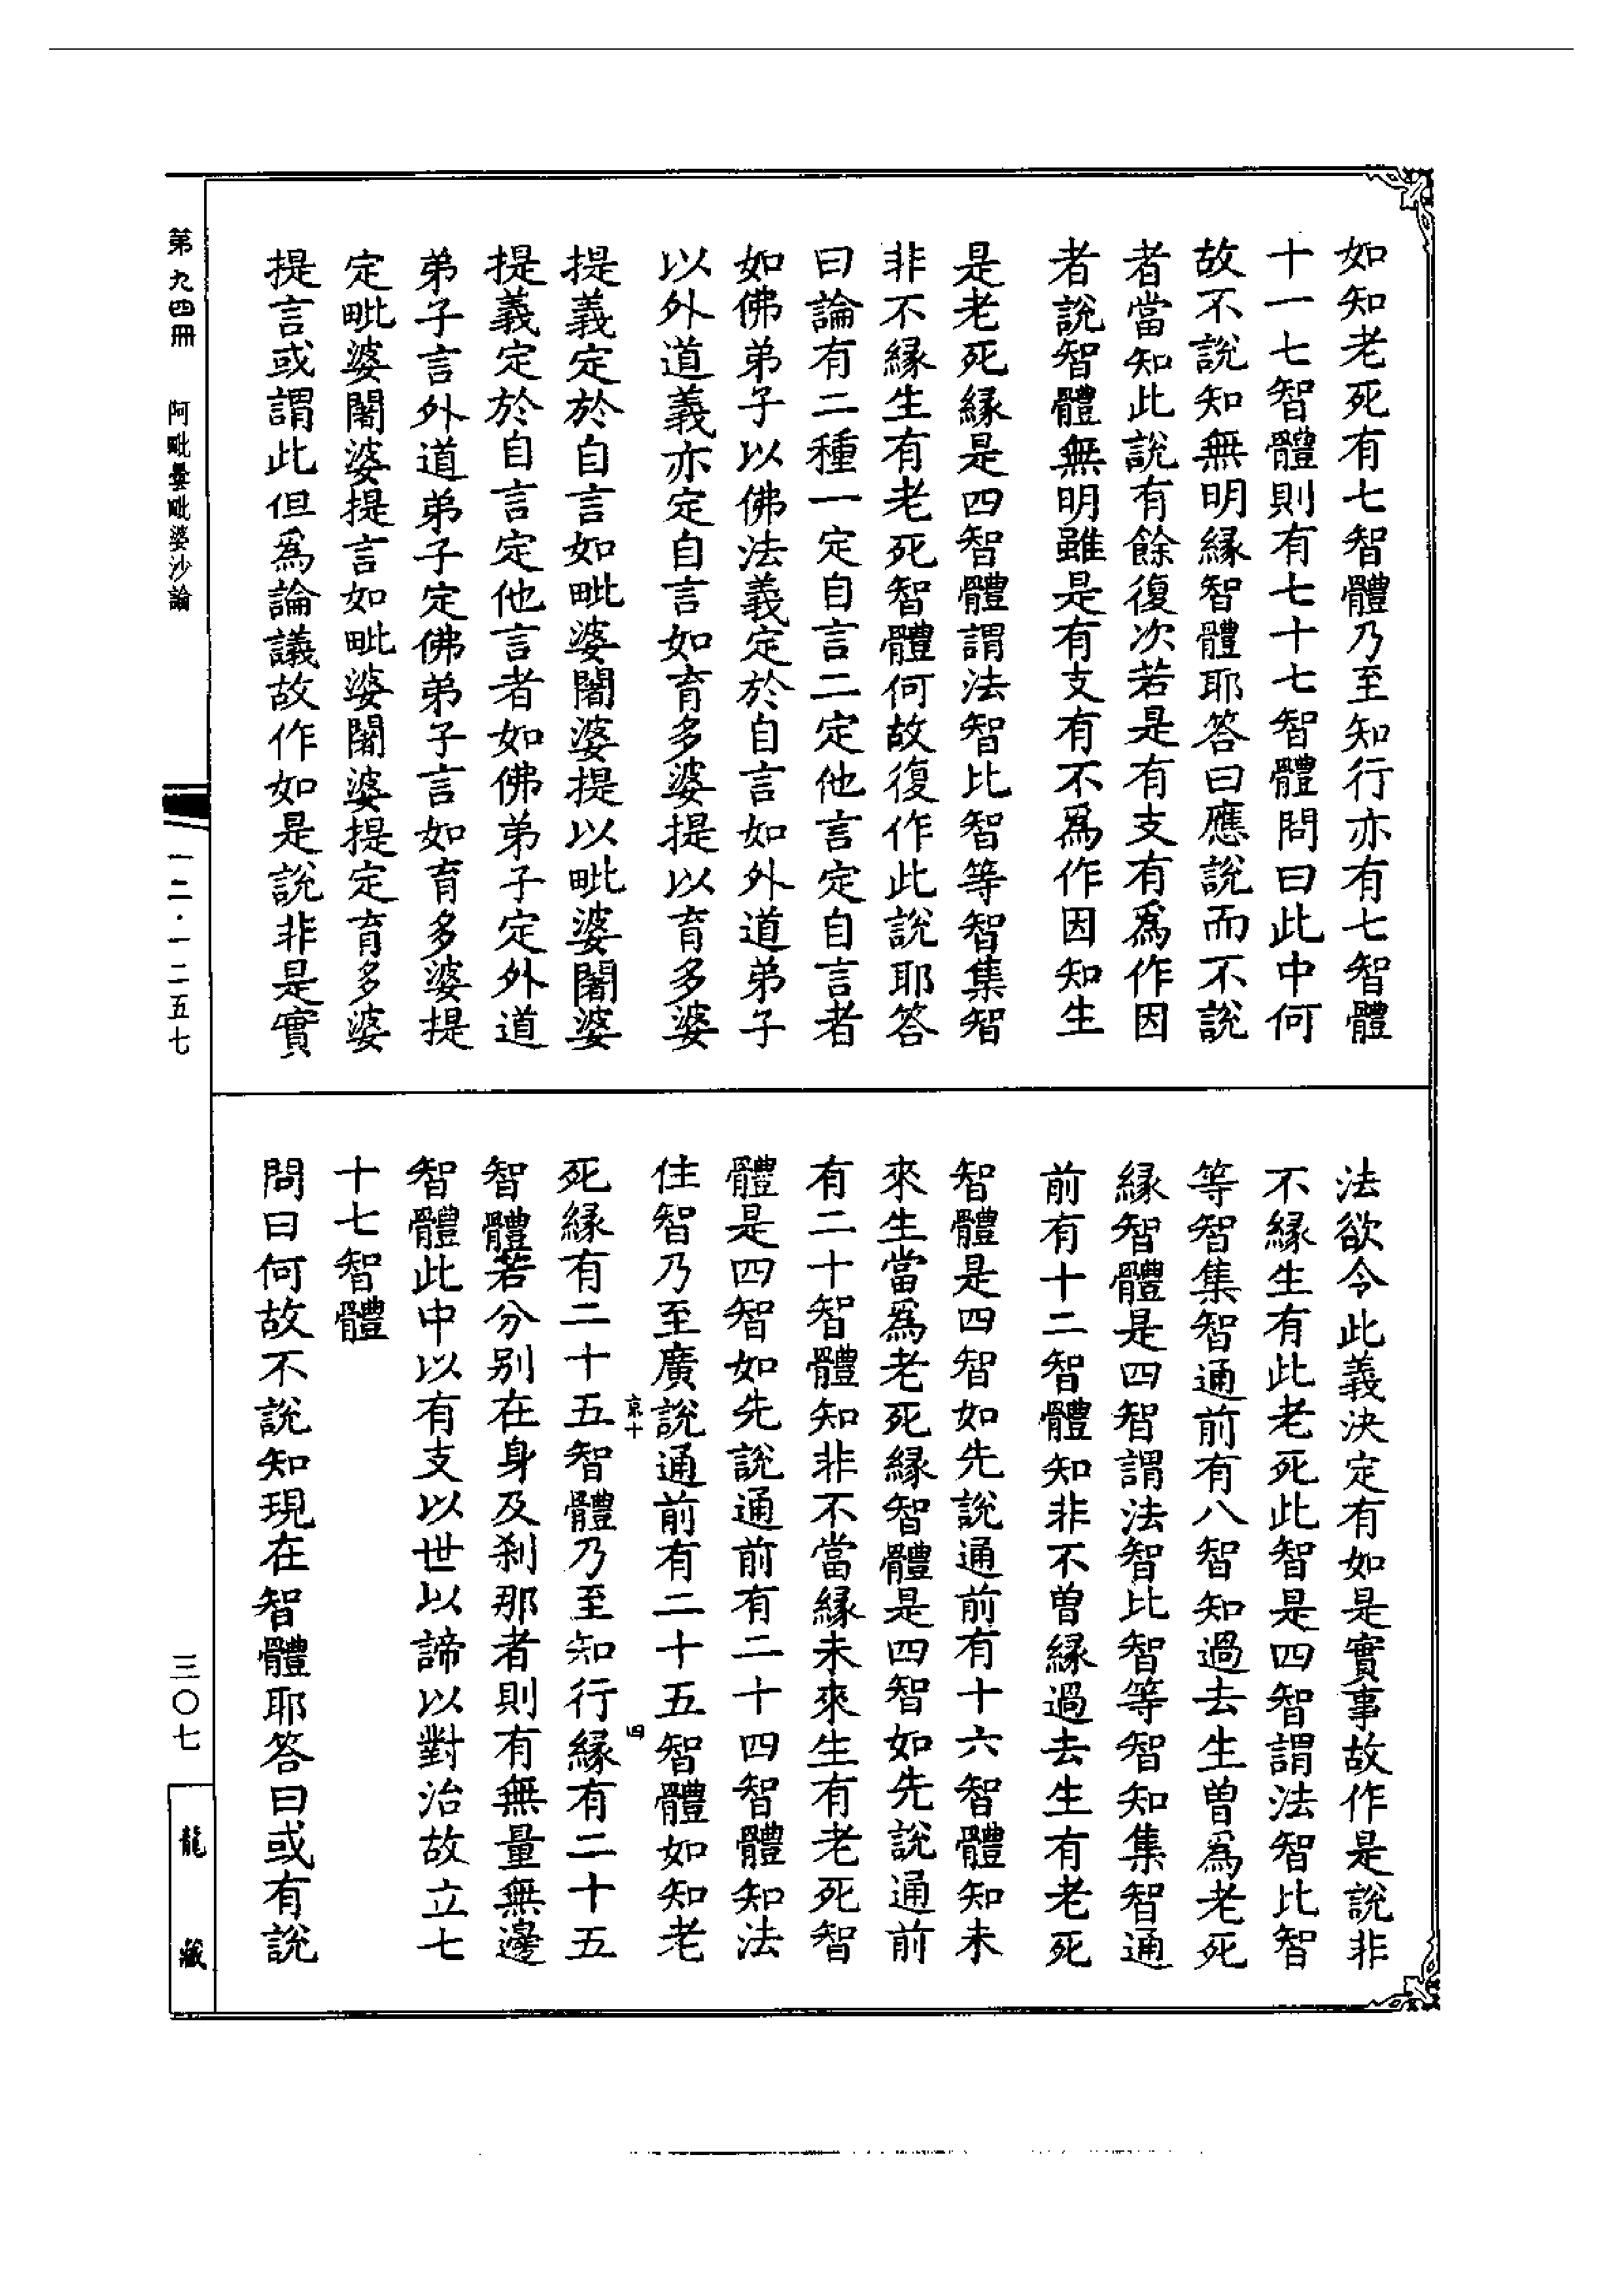 如知老死有七智體乃至知行亦有七智體
十一七智體則有七十七智體問曰此中何
故不說知無明緣智體耶答曰應說而不說
者當知此說有餘復次若是有支有爲作因
者說智體無明雖是有支有不爲作因知生
是老死緣是四智體謂法智比智等智集智
非不緣生有老死智體何故復作此說耶答
曰論有二種一定自言二定他言定自言者
如佛弟子以佛法義定於自言如外道弟子
以外道義亦定自言如育多婆提以育多婆
提義定於自言如毗婆闍婆提以毗婆闍婆
提義定於自言定他言者如佛弟子定外道
弟子言外道弟子定佛弟子言如育多婆提
定毗婆闍婆提言如毗婆闍婆提定育多婆
提言或謂此但爲論議故作如是說非是實
法欲令此義決定有如是實事故作是說非
不緣生有此老死此智是四智謂法智比智
等智集智通前有八智知過去生曾爲老死
緣智體是四智謂法智比智等智知集智通
前有十二智體知非不曾緣過去生有老死
智體是四智如先說通前有十六智體知未
來生當爲老死緣智體是四智如先說通前
有二十智體知非不當緣未來生有老死智
體是四智如先說通前有二十四智體知法
住智乃至廣說通前有二十五智體如知老
京十
四
死緣有二十五智體乃至知行緣有二十五
智體若分別在身及刹那者則有無量無邊
智體此中以有支以世以諦以對治故立七
十七智體
問曰何故不說知現在智體耶答曰或有說
第九四冊
阿毗曇毗婆沙論
一二·一二五七
三〇七
龍藏